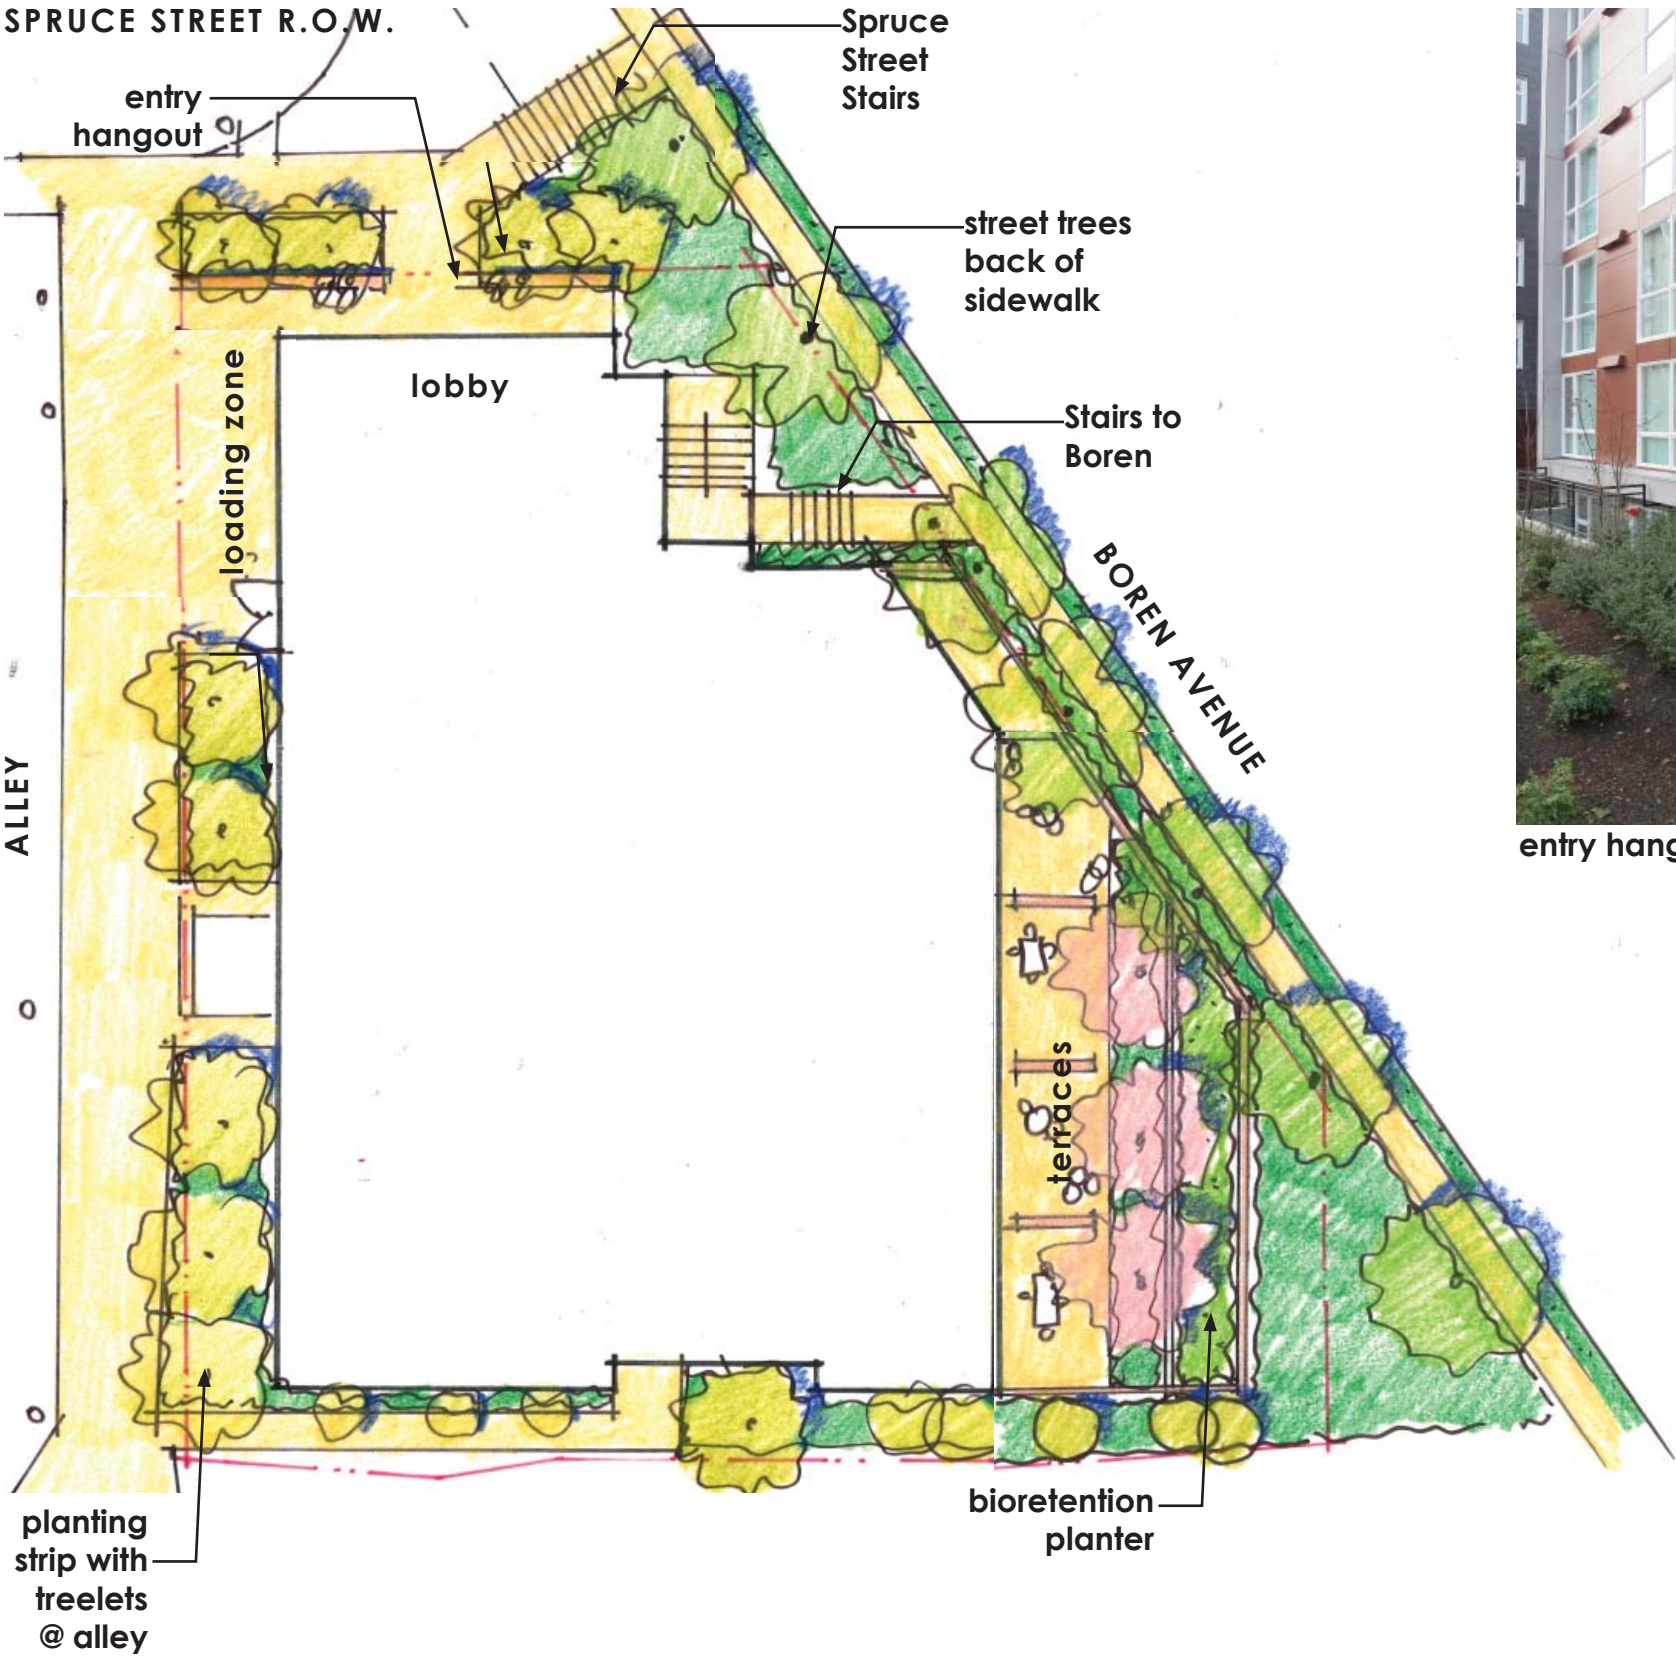 SPRUCE STREET R.O.W.
Spruce
Street
Stairs
entry
hangout
street trees
back of
sidewalk
lobby
loading zone
Stairs to
Boren
BOREN AVENUE
ALLEY
entry hang
terraces
bioretention
planter
planting
strip with
treelets
@ alley